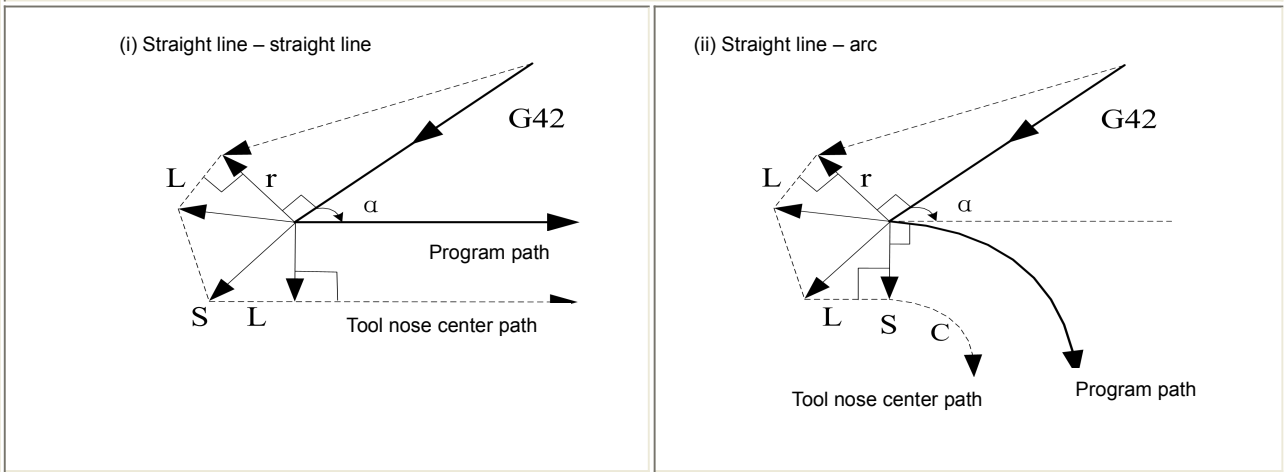 (i) Straight line – straight line
G42
L
r
α
Program path
S
L
Tool nose center path
(ii) Straight line – arc
G42
L
r
α
L
S
C
Tool nose center path
Program path